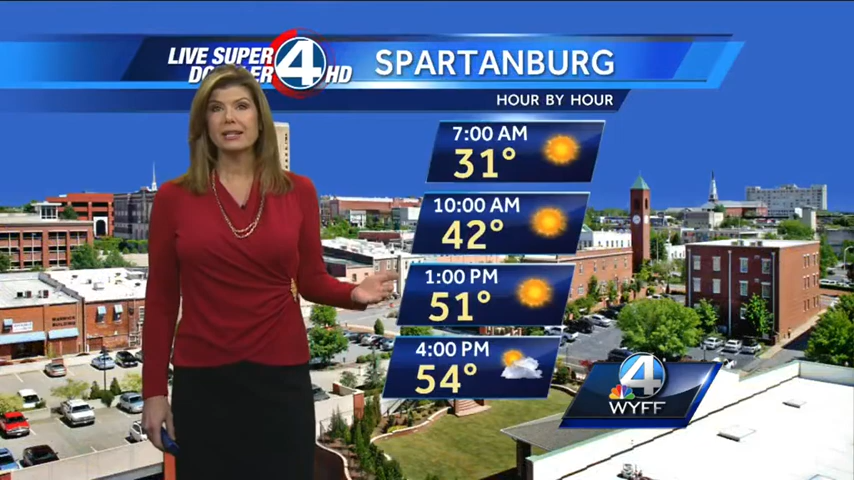 LIVE SUPER
DOPPLER 4 HD
SPARTANBURG
HOUR BY HOUR
7:00 AM
31°
10:00 AM
42°
1:00 PM
51°
4:00 PM
54°
4
WYFF